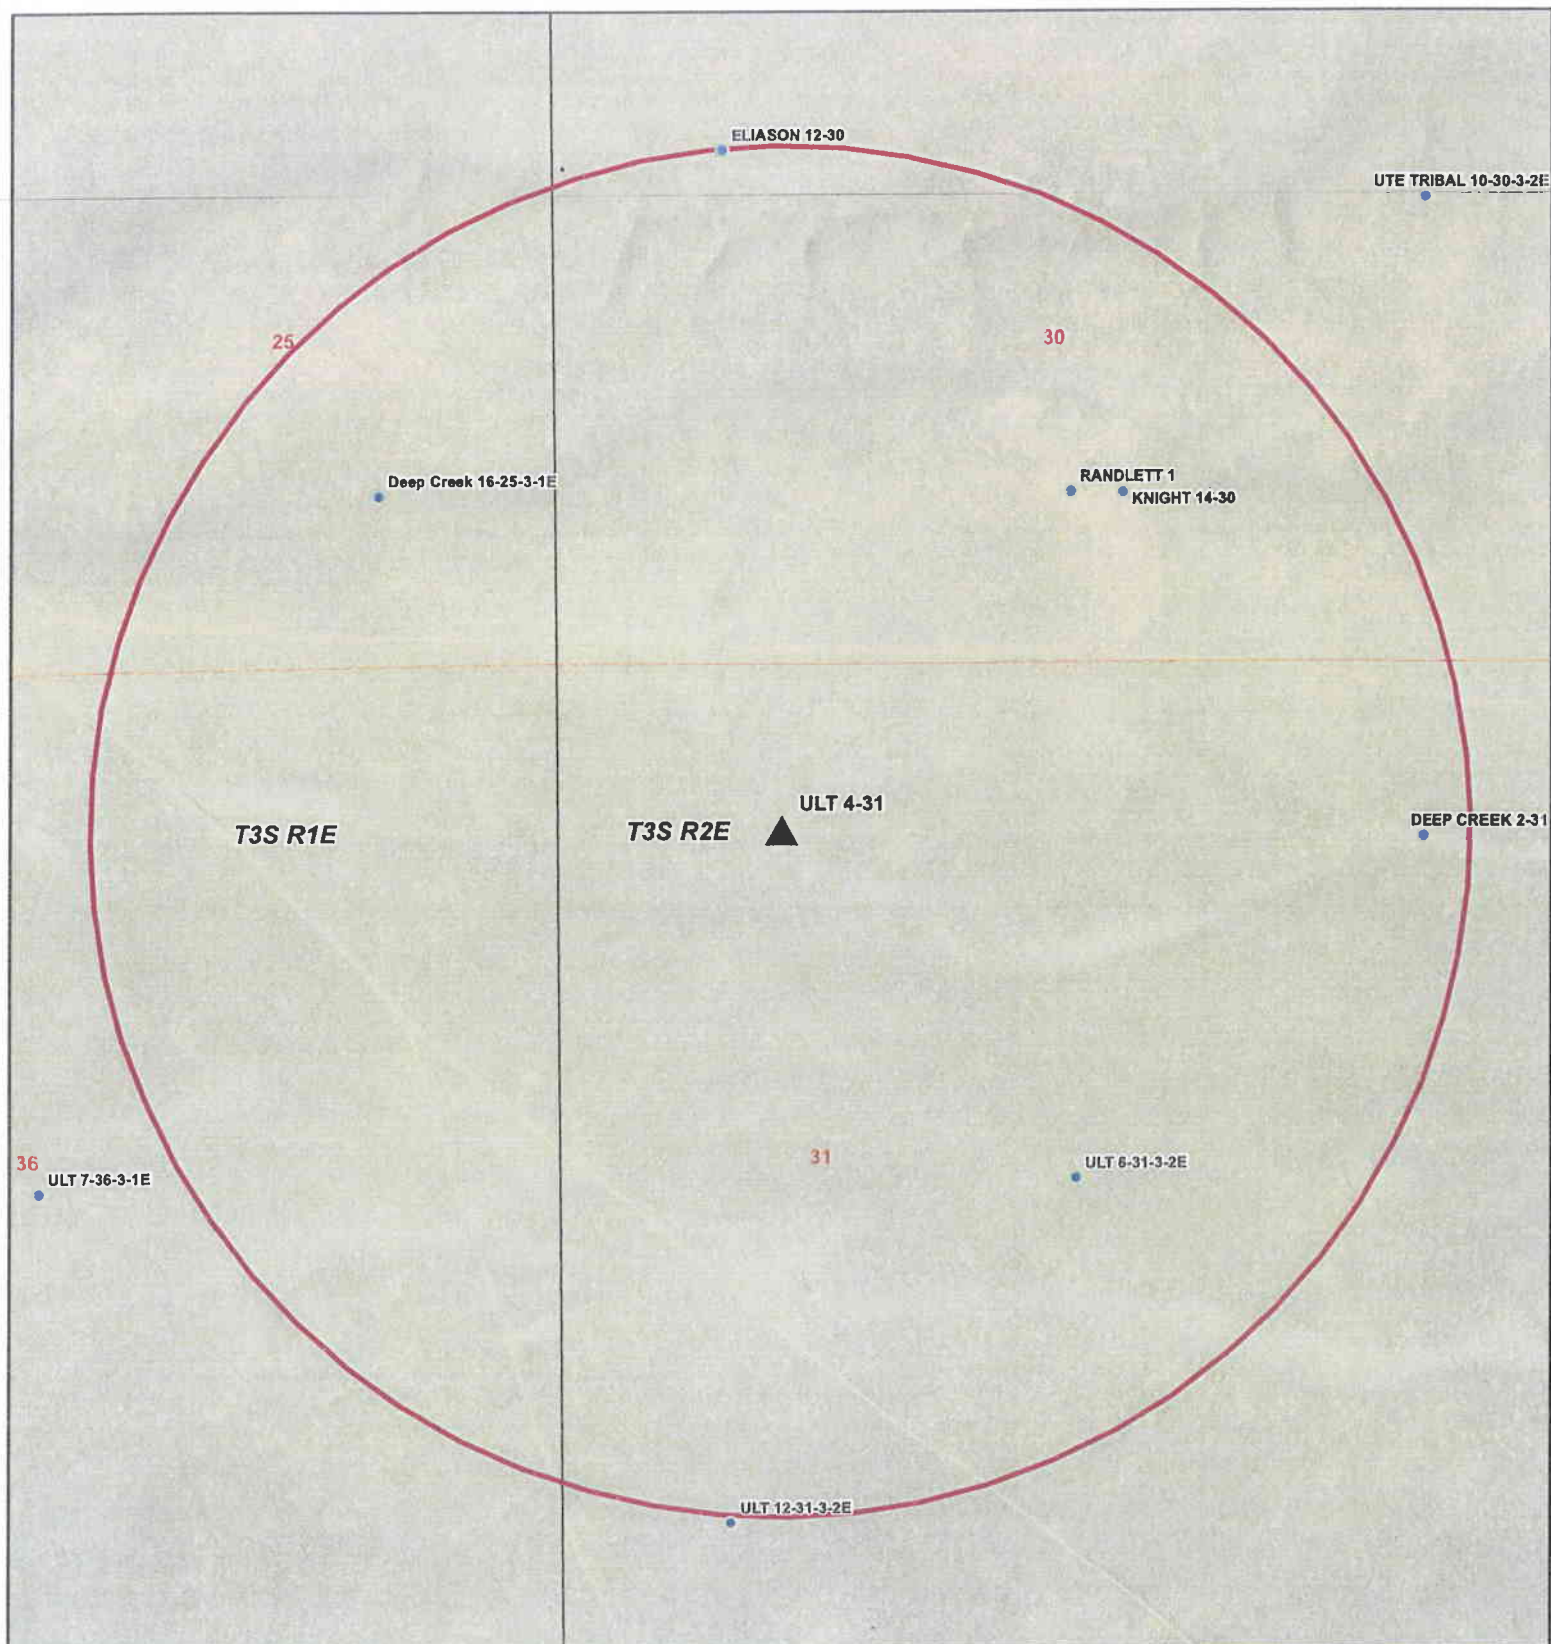 ELIASON 12-30
UTE TRIBAL 10-30-3-2E
25
30
Deep Creek 16-25-3-1E
RANDLETT 1
KNIGHT 14-30
ULT 4-31
T3S R1E
T3S R2E
DEEP CREEK 2-31
36
31
ULT 7-36-3-1E
ULT 6-31-3-2E
ULT 12-31-3-2E